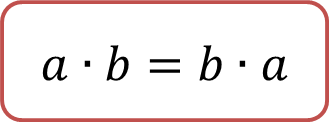 a · b = b · a